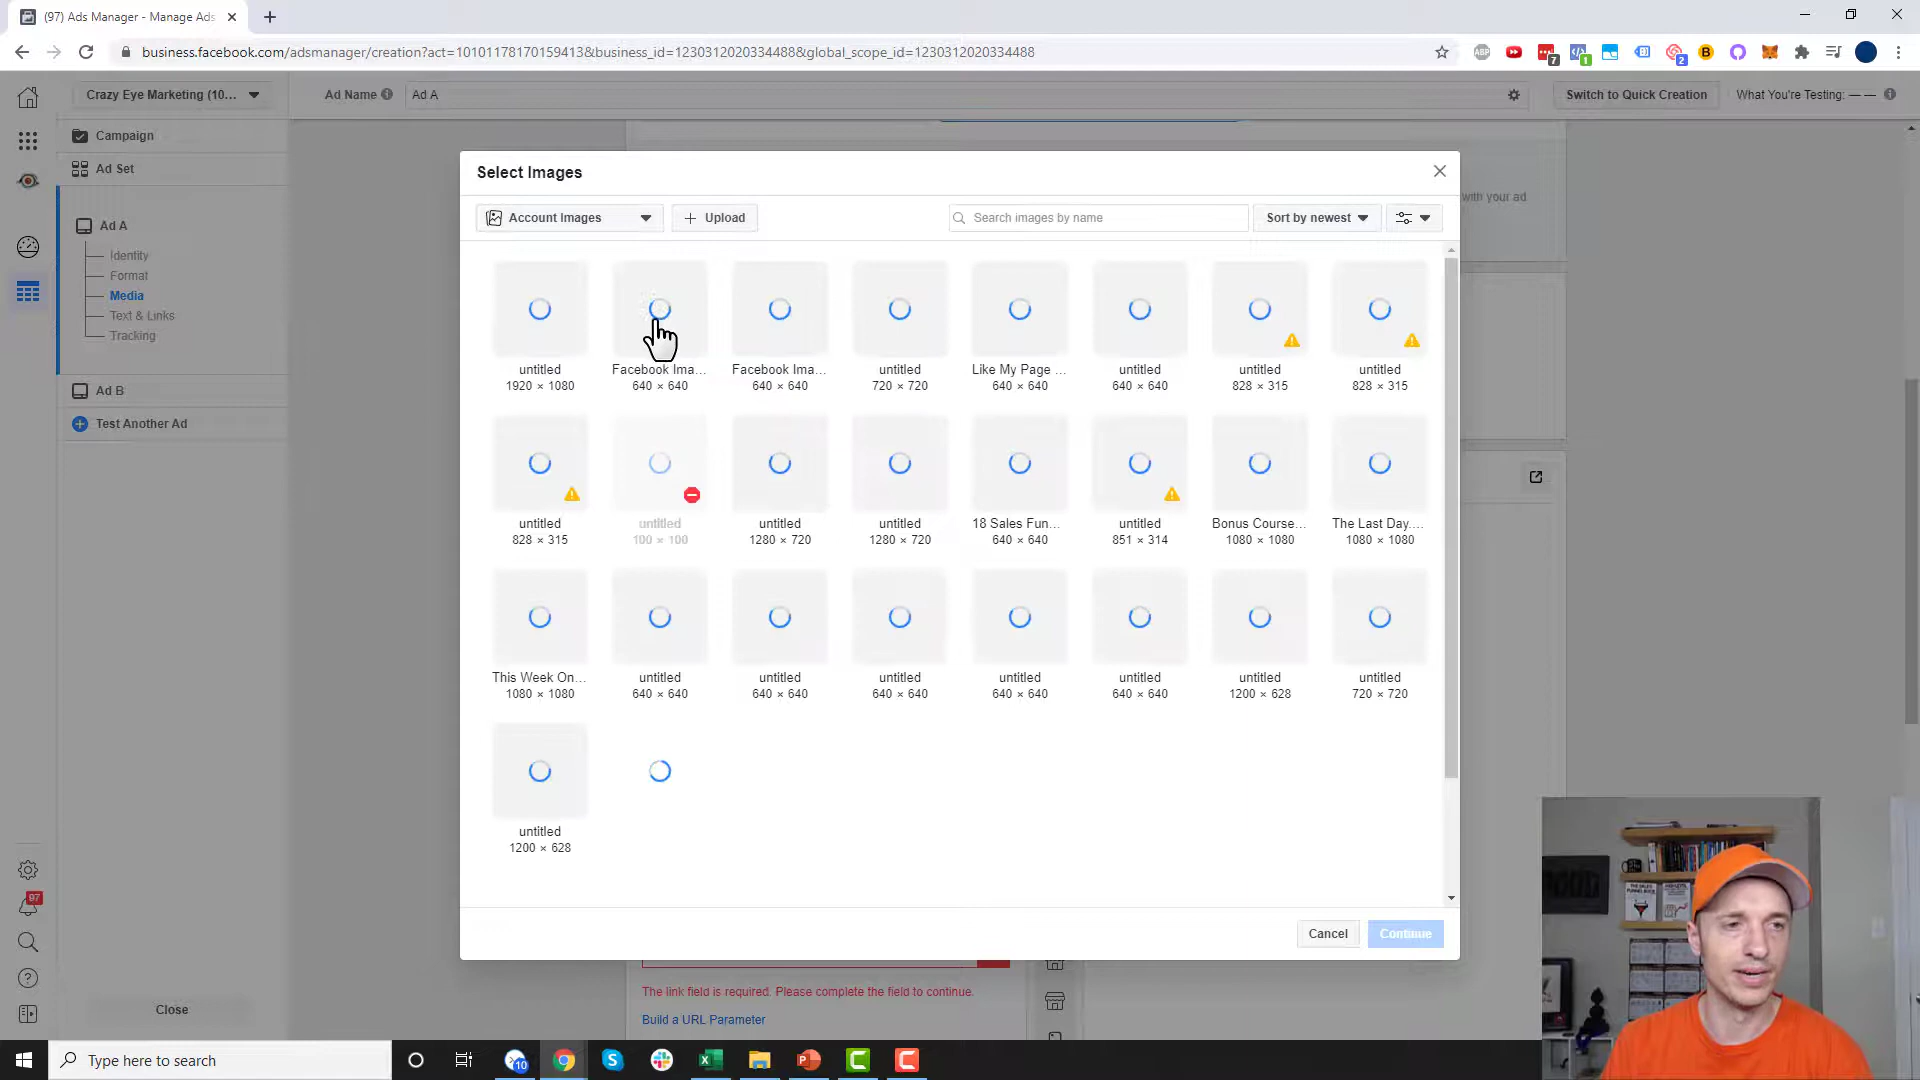 (97) Ads Manager - Manage Ads
business.facebook.com/adsmanager/creation?act=10101178170159413&business_id=1230312020334488&global_scope_id=1230312020334488
ABP
7
1
2
B
Crazy Eye Marketing (10...
Ad Name
Ad A
Switch to Quick Creation
What You're Testing: — —
Campaign
Ad Set
Ad A
Identity
Format
Media
Text & Links
Tracking
Ad B
Test Another Ad
with your ad
Select Images
Account Images
Upload
Search images by name
Sort by newest
untitled
Facebook Ima...
Facebook Ima...
untitled
Like My Page ...
untitled
untitled
untitled
1920 × 1080
640 × 640
640 × 640
720 × 720
640 × 640
640 × 640
828 × 315
828 × 315
untitled
untitled
untitled
untitled
18 Sales Fun...
untitled
Bonus Course...
The Last Day....
828 × 315
100 × 100
1280 × 720
1280 × 720
640 × 640
851 × 314
1080 × 1080
1080 × 1080
This Week On...
untitled
untitled
untitled
untitled
untitled
untitled
untitled
1080 × 1080
640 × 640
640 × 640
640 × 640
640 × 640
640 × 640
1200 × 628
720 × 720
untitled
1200 × 628
Cancel
Continue
97
The link field is required. Please complete the field to continue.
Build a URL Parameter
Close
Type here to search
10